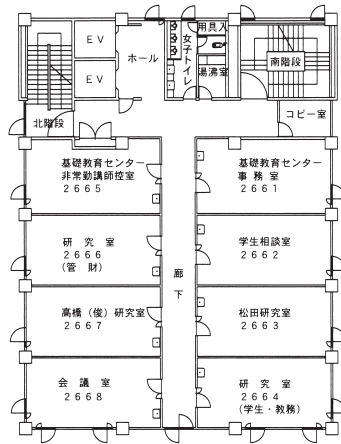 ＥＶ
ＥＶ
ホール
女子トイレ
用具入
湯沸室
南階段
北階段
コピー室
基礎教育センター
非常勤講師控室
２６６５
基礎教育センター
事務室
２６６１
研究室
２６６６
（管財）
学生相談室
２６６２
廊下
高橋（俊）研究室
２６６７
松田研究室
２６６３
会議室
２６６８
研究室
２６６４
（学生・教務）